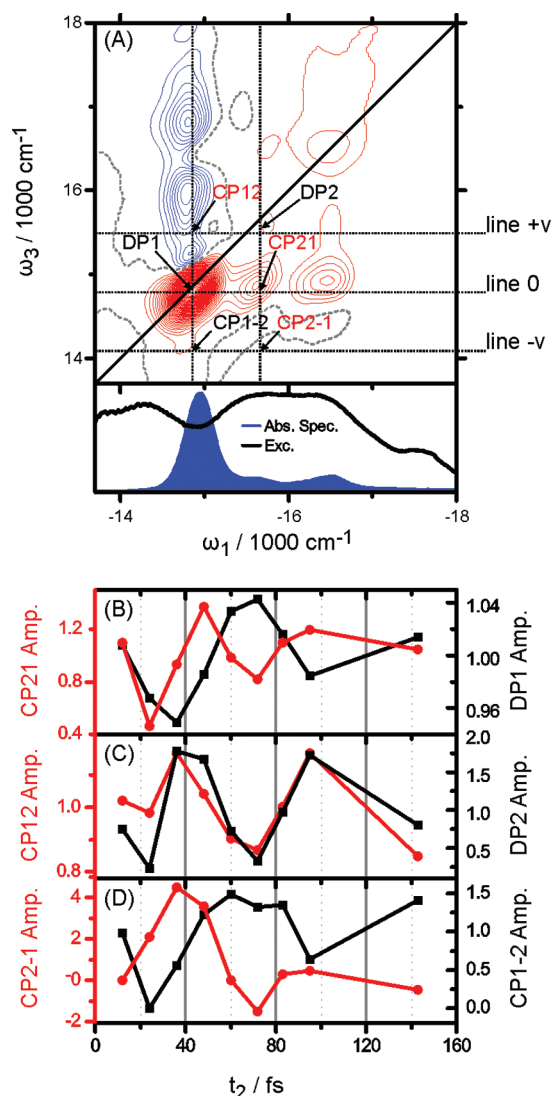 (A)
18
16
14
ω3 / 1000 cm-1
CP12
DP2
DP1
CP21
CP1-2
CP2-1
line +v
line 0
line -v
Abs. Spec.
Exc.
-14
-16
-18
ω1 / 1000 cm-1
(B)
CP21 Amp.
1.2
0.8
0.4
1.04
1.00
0.96
DP1 Amp.
(C)
CP12 Amp.
1.0
0.8
2.0
1.5
1.0
0.5
DP2 Amp.
(D)
CP2-1 Amp.
4
2
-0
-2
1.5
1.0
0.5
0.0
CP1-2 Amp.
0
40
80
120
160
t2 / fs